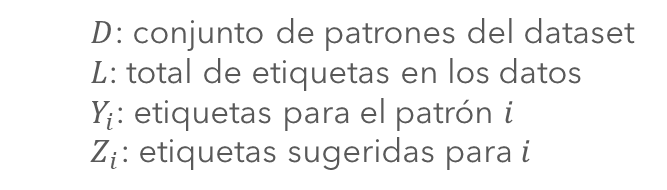 D: conjunto de patrones del dataset
L: total de etiquetas en los datos
Yᵢ: etiquetas para el patrón i
Zᵢ: etiquetas sugeridas para i